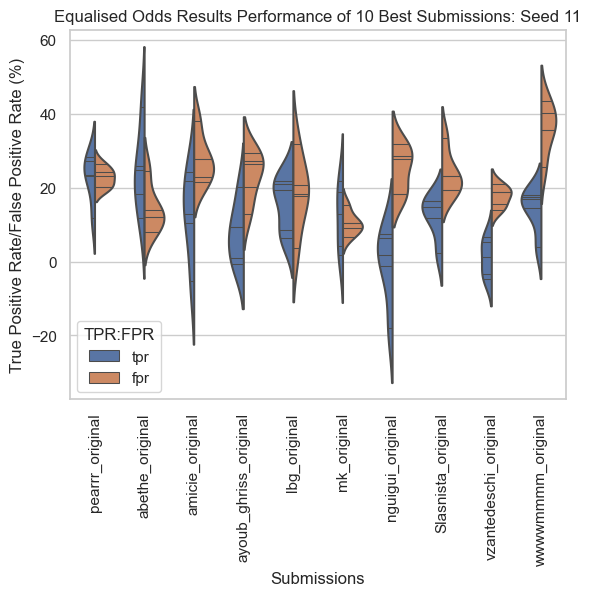 Equalised Odds Results Performance of 10 Best Submissions: Seed 11
True Positive Rate/False Positive Rate (%)
60
40
20
0
−20
TPR:FPR
tpr
fpr
pearrr_original
abethe_original
amicie_original
ayoub_ghriss_original
lbg_original
mk_original
nguigui_original
Slasnista_original
vzantedeschi_original
wwwwmmmm_original
Submissions